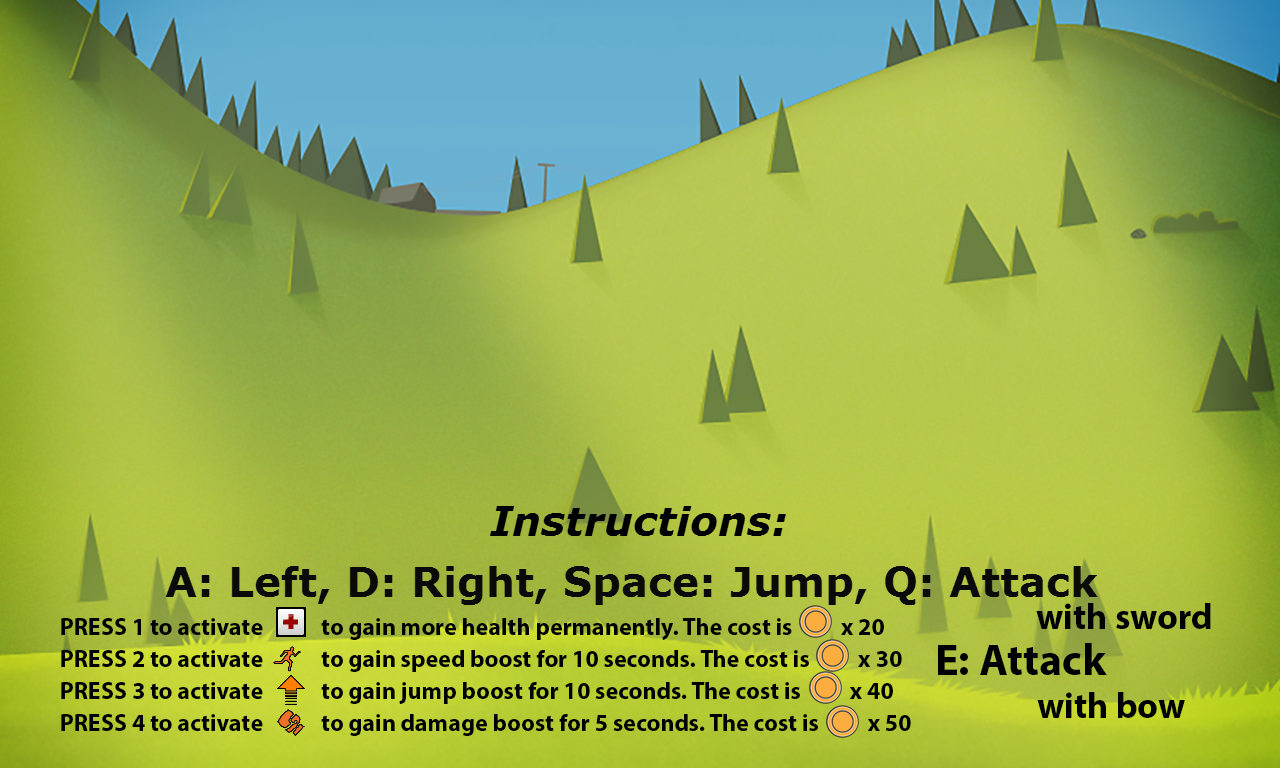 Instructions:
A: Left, D: Right, Space: Jump, Q: Attack
with sword
PRESS 1 to activate to gain more health permanently. The cost is x 20
PRESS 2 to activate to gain speed boost for 10 seconds. The cost is x 30
PRESS 3 to activate to gain jump boost for 10 seconds. The cost is x 40
PRESS 4 to activate to gain damage boost for 5 seconds. The cost is x 50
E: Attack
with bow